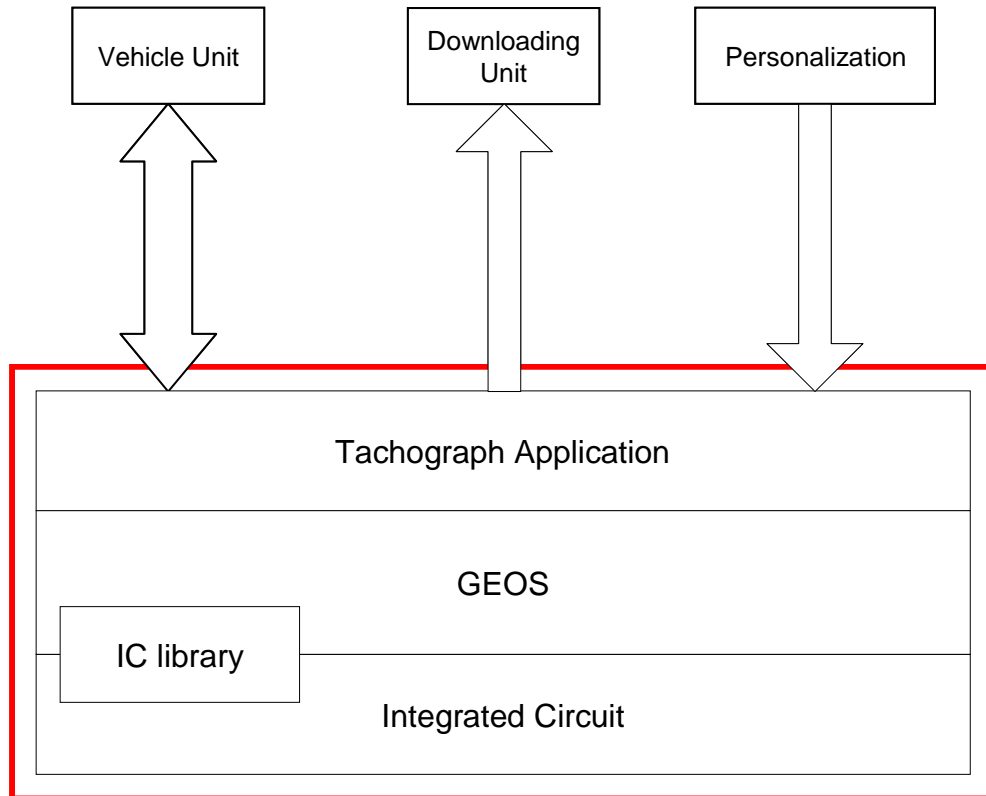 Vehicle Unit
Downloading
Unit
Personalization
Tachograph Application
GEOS
IC library
Integrated Circuit